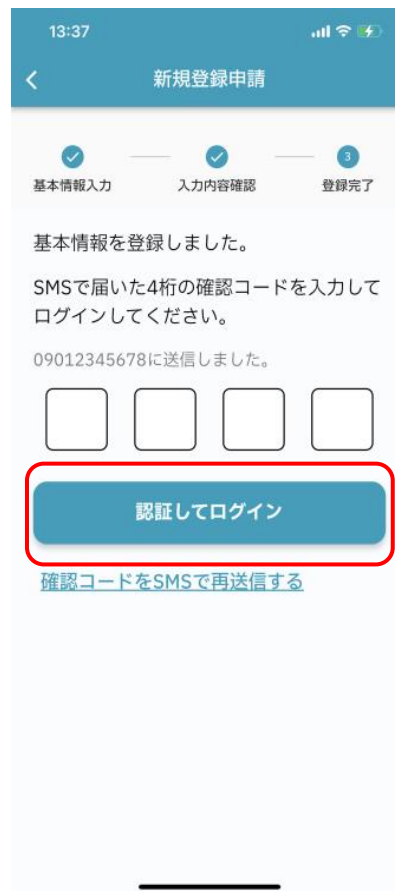 13:37
新規登録申請
3
基本情報入力 入力内容確認 登録完了
基本情報を登録しました。
SMSで届いた4桁の確認コードを入力して
ログインしてください。
09012345678に送信しました。
認証してログイン
確認コードをSMSで再送信する